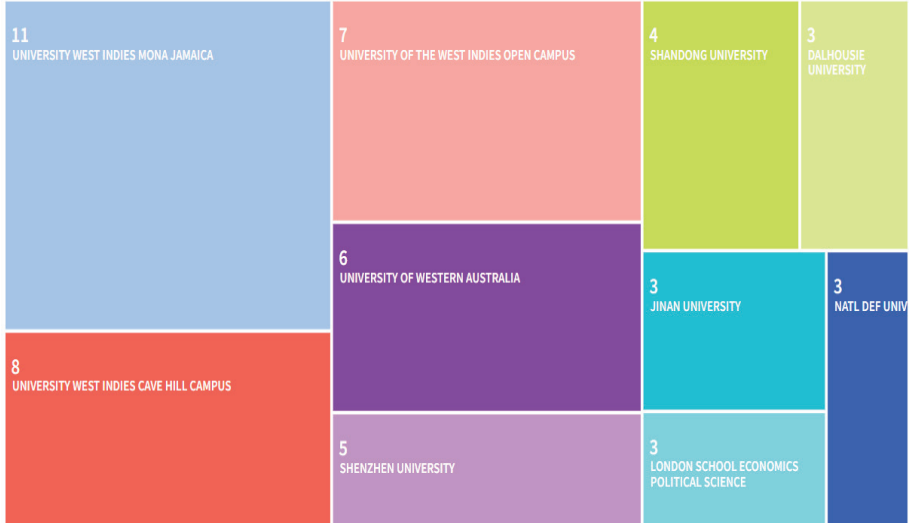 11
UNIVERSITY WEST INDIES MONA JAMAICA
8
UNIVERSITY WEST INDIES CAVE HILL CAMPUS
7
UNIVERSITY OF THE WEST INDIES OPEN CAMPUS
6
UNIVERSITY OF WESTERN AUSTRALIA
5
SHENZHEN UNIVERSITY
4
SHANDONG UNIVERSITY
3
DALHOUSIE
UNIVERSITY
3
JINAN UNIVERSITY
3
NATL DEF UNIV
3
LONDON SCHOOL ECONOMICS
POLITICAL SCIENCE